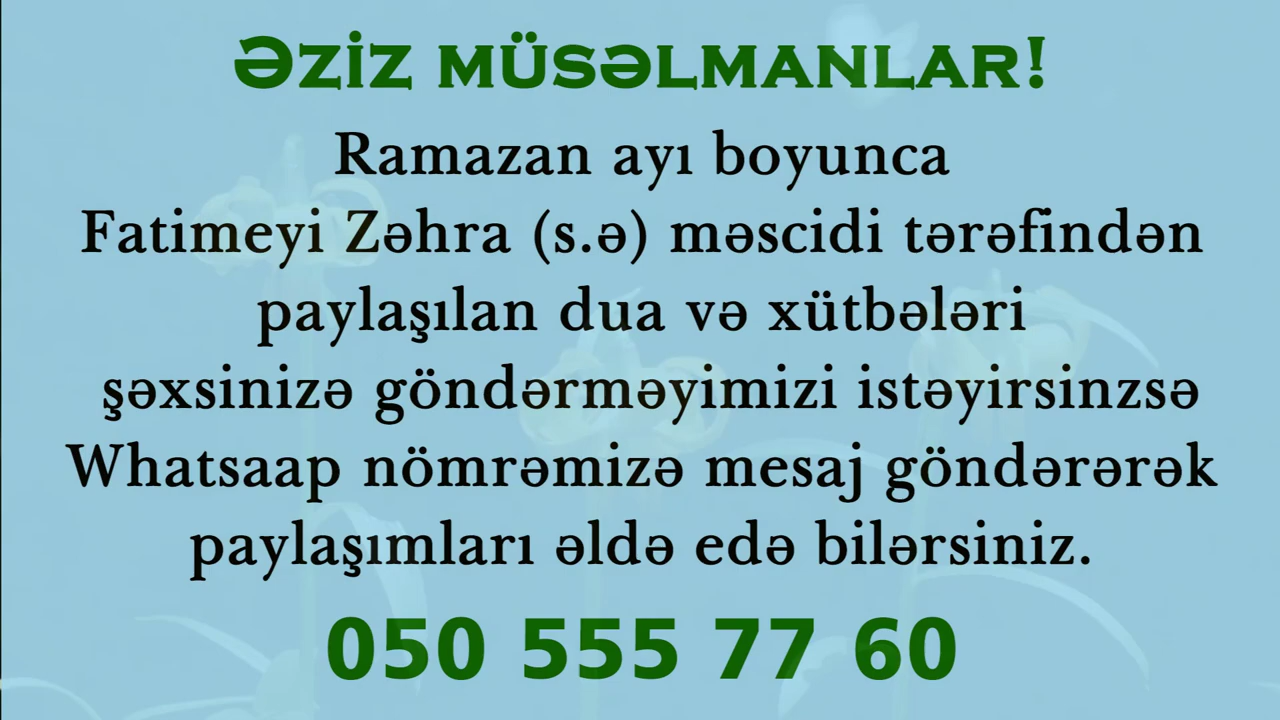 Əziz müsəlmanlar!
Ramazan ayı boyunca
Fatimeyi Zəhra (s.ə) məscidi tərəfindən
paylaşılan dua və xütbələri
şəxsinizə göndərməyimizi istəyirsinzsə
Whatsaap nömrəmizə mesaj göndərərək
paylaşımları əldə edə bilərsiniz.
050 555 77 60